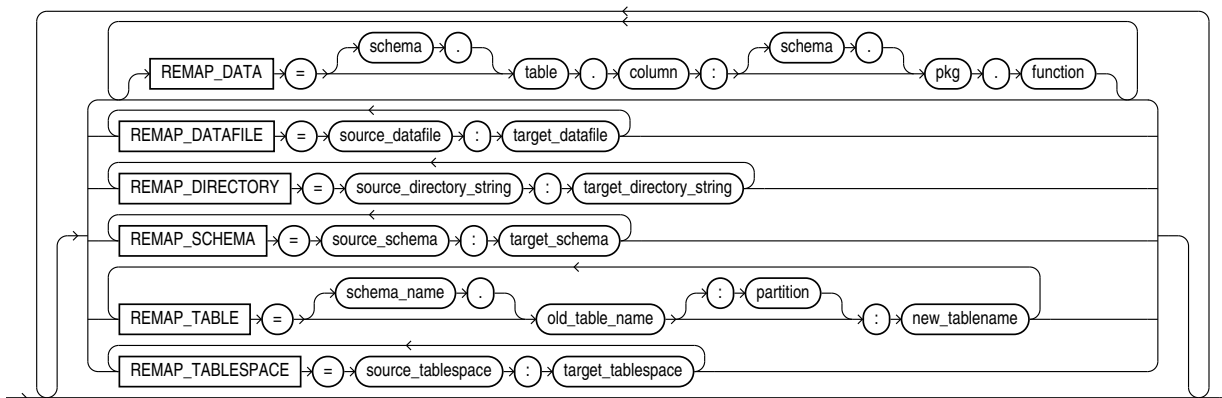 schema . schema .
REMAP_DATA = table . column : pkg . function
REMAP_DATAFILE = source_datafile : target_datafile
REMAP_DIRECTORY = source_directory_string : target_directory_string
REMAP_SCHEMA = source_schema : target_schema
schema_name . : partition
REMAP_TABLE = old_table_name : new_tablename
REMAP_TABLESPACE = source_tablespace : target_tablespace